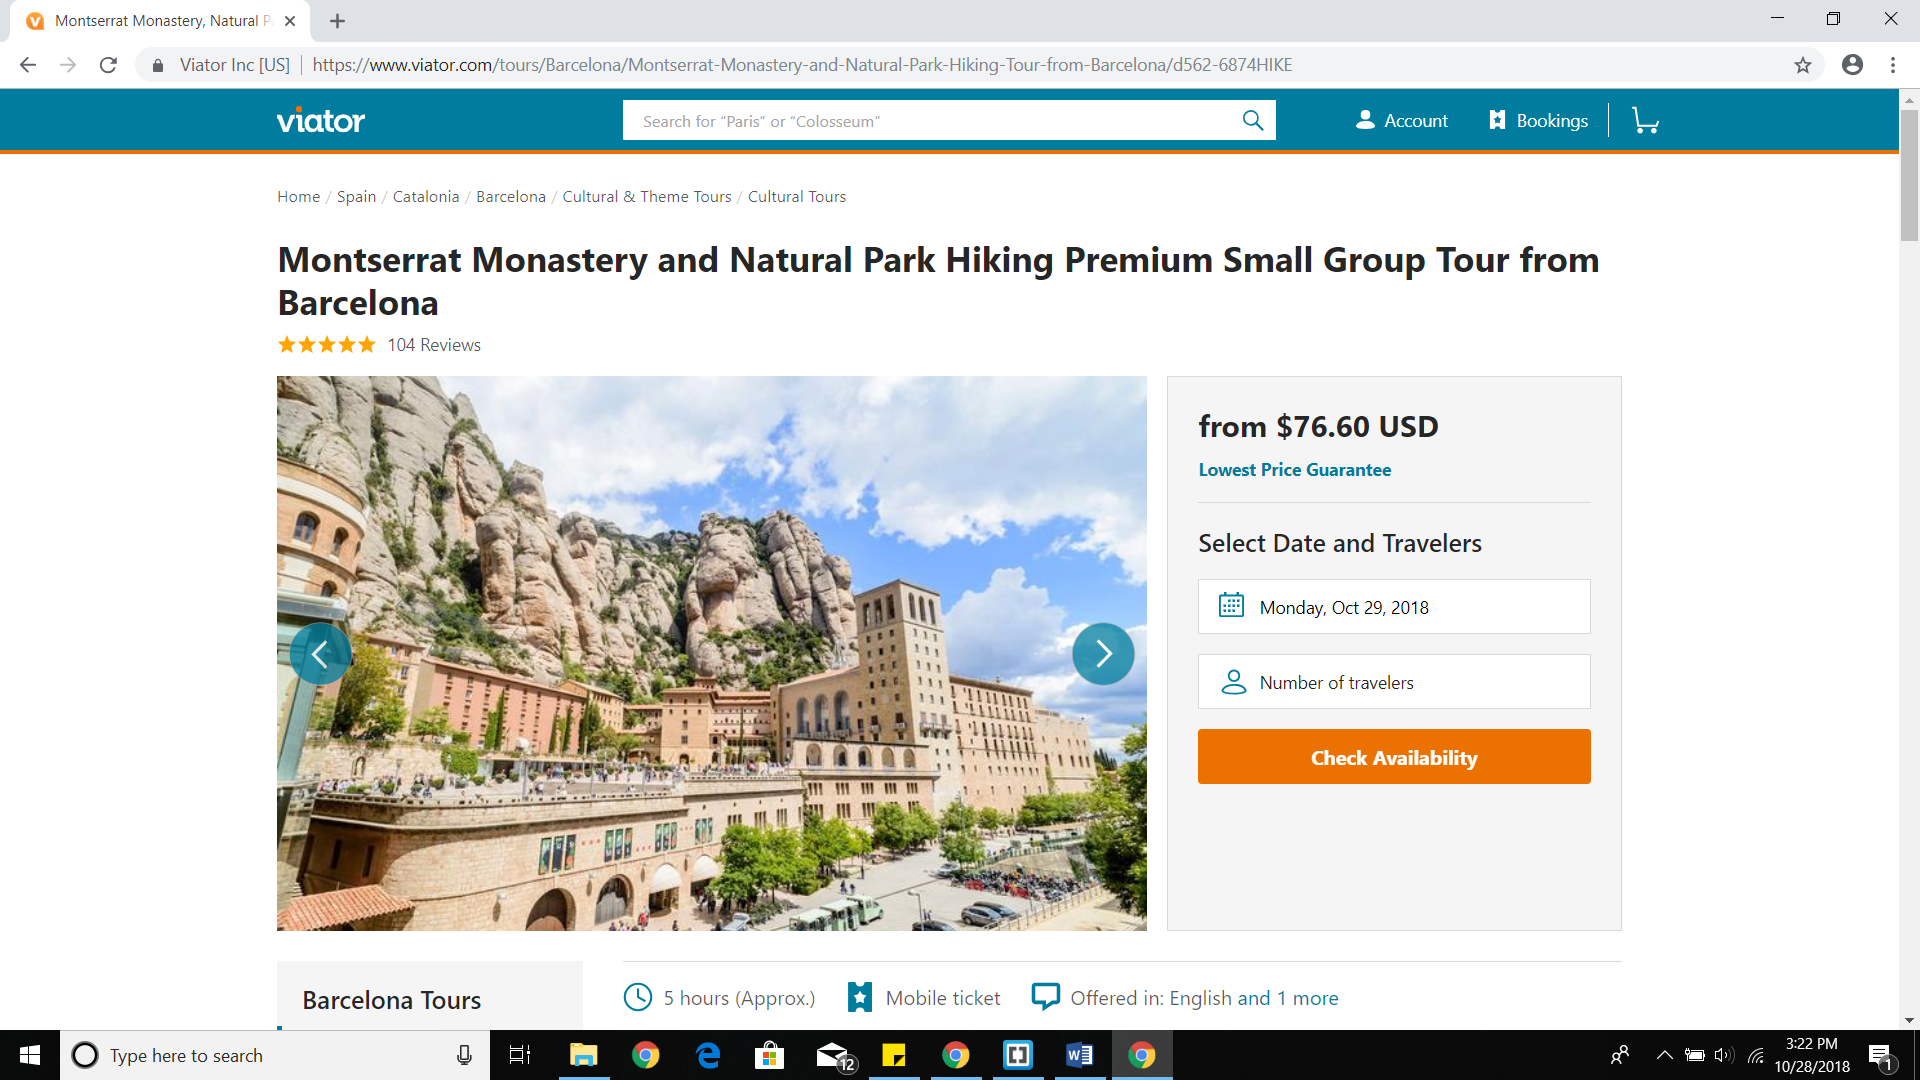 Montserrat Monastery, Natural P
Viator Inc [US]
https://www.viator.com/tours/Barcelona/Montserrat-Monastery-and-Natural-Park-Hiking-Tour-from-Barcelona/d562-6874HIKE
viator
Search for “Paris” or “Colosseum”
Account
Bookings
Home / Spain / Catalonia / Barcelona / Cultural & Theme Tours / Cultural Tours
Montserrat Monastery and Natural Park Hiking Premium Small Group Tour from
Barcelona
104 Reviews
from $76.60 USD
Lowest Price Guarantee
Select Date and Travelers
Monday, Oct 29, 2018
Number of travelers
Check Availability
Barcelona Tours
5 hours (Approx.)
Mobile ticket
Offered in: English and 1 more
Type here to search
12
3:22 PM
10/28/2018
1